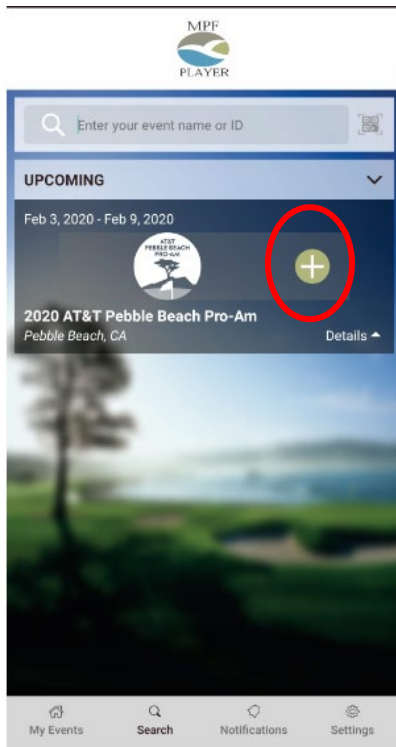 MPF
PLAYER
Enter your event name or ID
UPCOMING
Feb 3, 2020 - Feb 9, 2020
AT&T
PEBBLE BEACH
PRO-AM
2020 AT&T Pebble Beach Pro-Am
Pebble Beach, CA
Details
My Events Search Notifications Settings